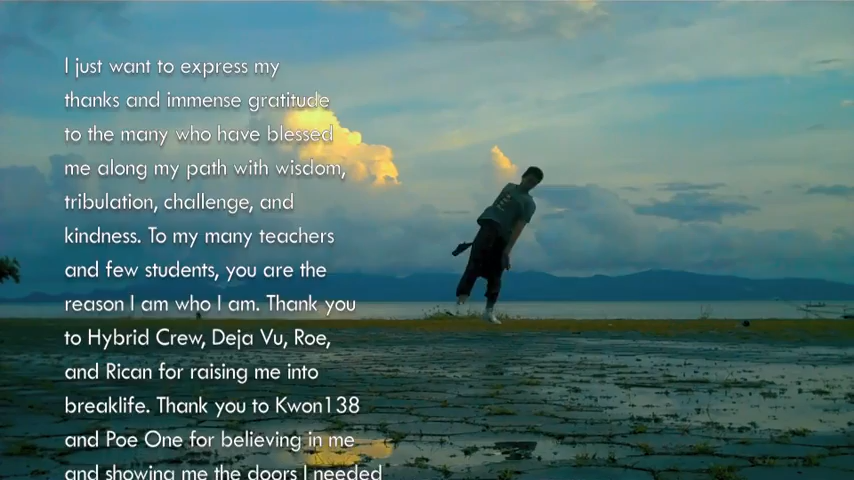 I just want to express my
thanks and immense gratitude
to the many who have blessed
me along my path with wisdom,
tribulation, challenge, and
kindness. To my many teachers
and few students, you are the
reason I am who I am. Thank you
to Hybrid Crew, Deja Vu, Roe,
and Rican for raising me into
breaklife. Thank you to Kwon138
and Poe One for believing in me
and showing me the doors I needed